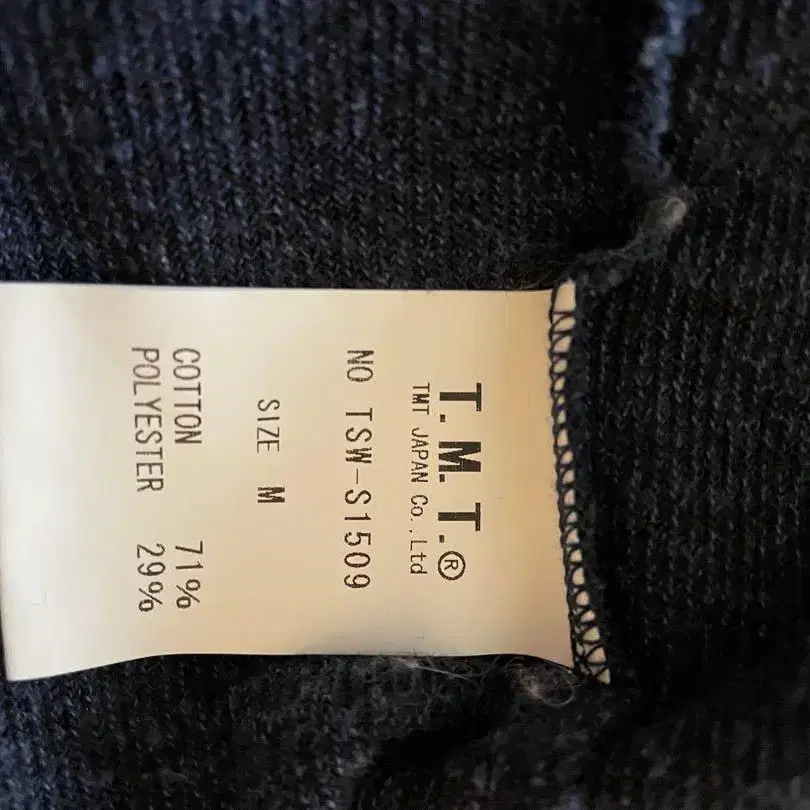 T.M.T.®
TMT JAPAN Co.,Ltd
NO TSW-S1509
SIZE M
COTTON 71%
POLYESTER 29%